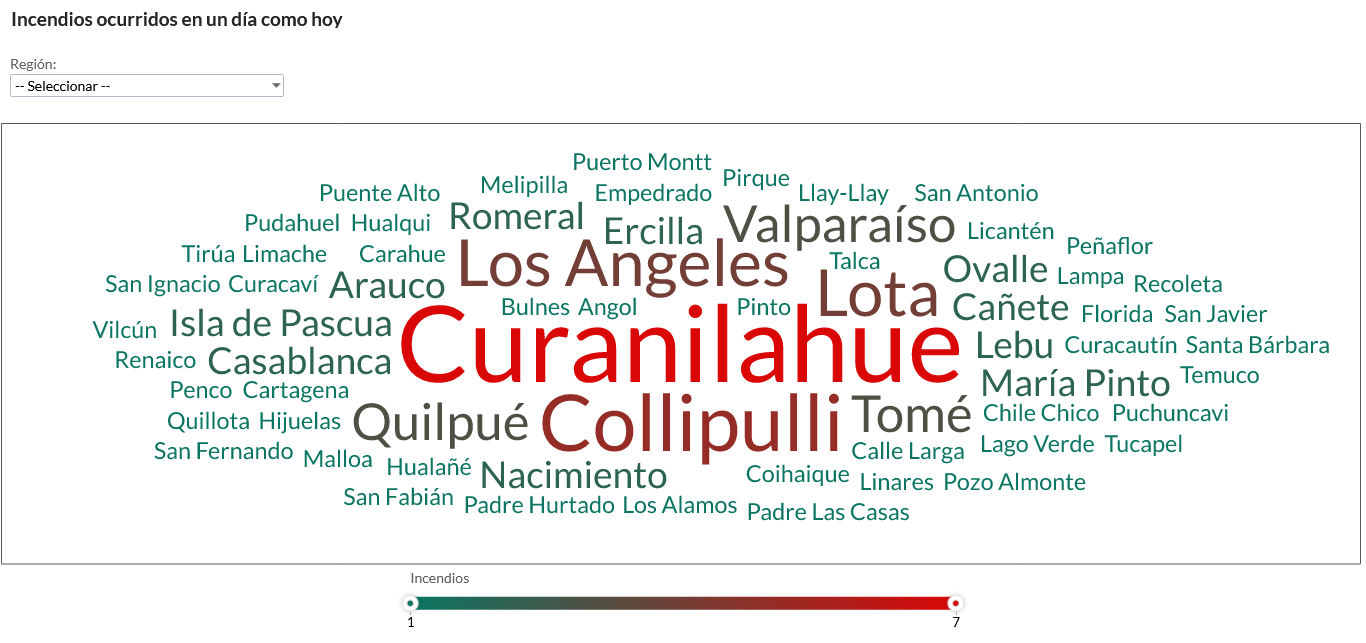 Incendios ocurridos en un día como hoy
Región:
-- Seleccionar --
Puerto Montt
Pirque
Puente Alto
Melipilla
Empedrado
Llay-Llay
San Antonio
Pudahuel
Hualqui
Romeral
Ercilla
Valparaíso
Licantén
Peñaflor
Tirúa
Limache
Carahue
Los Angeles
Talca
Ovalle
Lampa
Recoleta
San Ignacio
Curacaví
Arauco
Bulnes
Angol
Pinto
Lota
Cañete
Florida
San Javier
Vilcún
Isla de Pascua
Curanilahue
Lebu
Curacautín
Santa Bárbara
Renaico
Casablanca
María Pinto
Temuco
Penco
Cartagena
Quillota
Hijuelas
Quilpué
Collipulli
Tomé
Chile Chico
Puchuncavi
San Fernando
Malloa
Hualañé
Nacimiento
Calle Larga
Lago Verde
Tucapel
Coihaique
Linares
Pozo Almonte
San Fabián
Padre Hurtado
Los Alamos
Padre Las Casas
Incendios
1
7